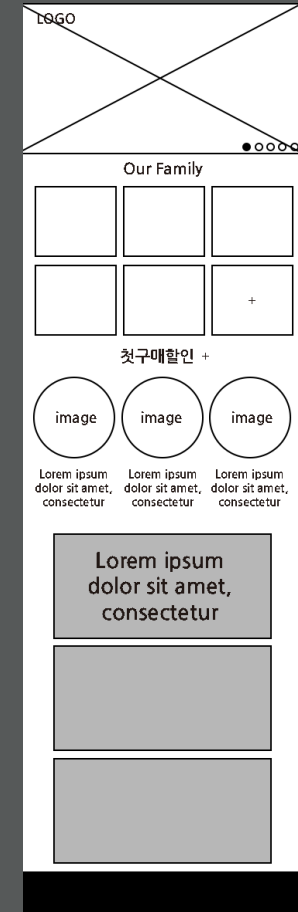 LOGO
Our Family
+
첫구매할인 +
image image image
Lorem ipsum Lorem ipsum Lorem ipsum
dolor sit amet, dolor sit amet, dolor sit amet,
consectetur consectetur consectetur
Lorem ipsum
dolor sit amet,
consectetur